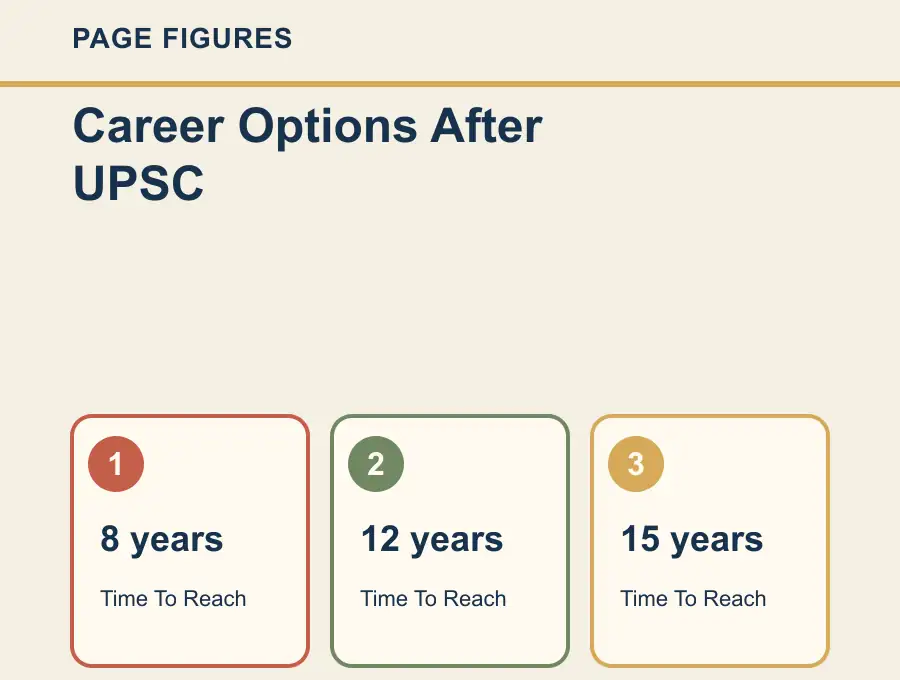 PAGE FIGURES
Career Options After
UPSC
1
8 years
Time To Reach
2
12 years
Time To Reach
3
15 years
Time To Reach